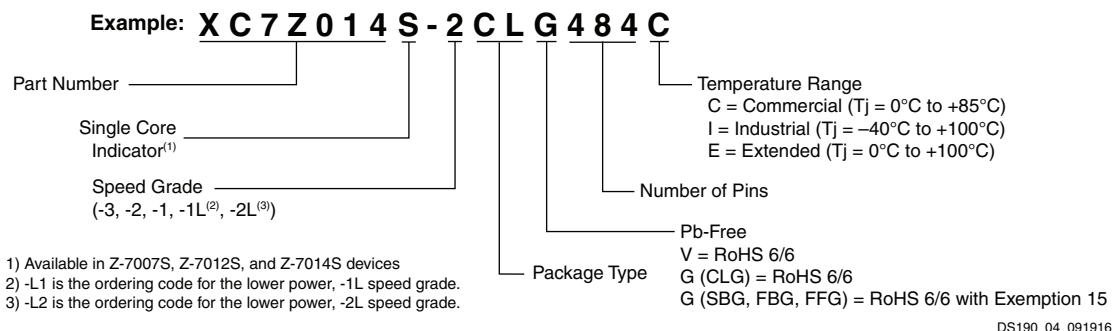 Example: XC7Z014S-2CLG484C
Part Number
Single Core
Indicator(1)
Speed Grade
(-3, -2, -1, -1L(2), -2L(3))
Temperature Range
C = Commercial (Tj = 0°C to +85°C)
I = Industrial (Tj = –40°C to +100°C)
E = Extended (Tj = 0°C to +100°C)
Number of Pins
Pb-Free
V = RoHS 6/6
G (CLG) = RoHS 6/6
G (SBG, FBG, FFG) = RoHS 6/6 with Exemption 15
Package Type
1) Available in Z-7007S, Z-7012S, and Z-7014S devices
2) -L1 is the ordering code for the lower power, -1L speed grade.
3) -L2 is the ordering code for the lower power, -2L speed grade.
DS190_04_091916